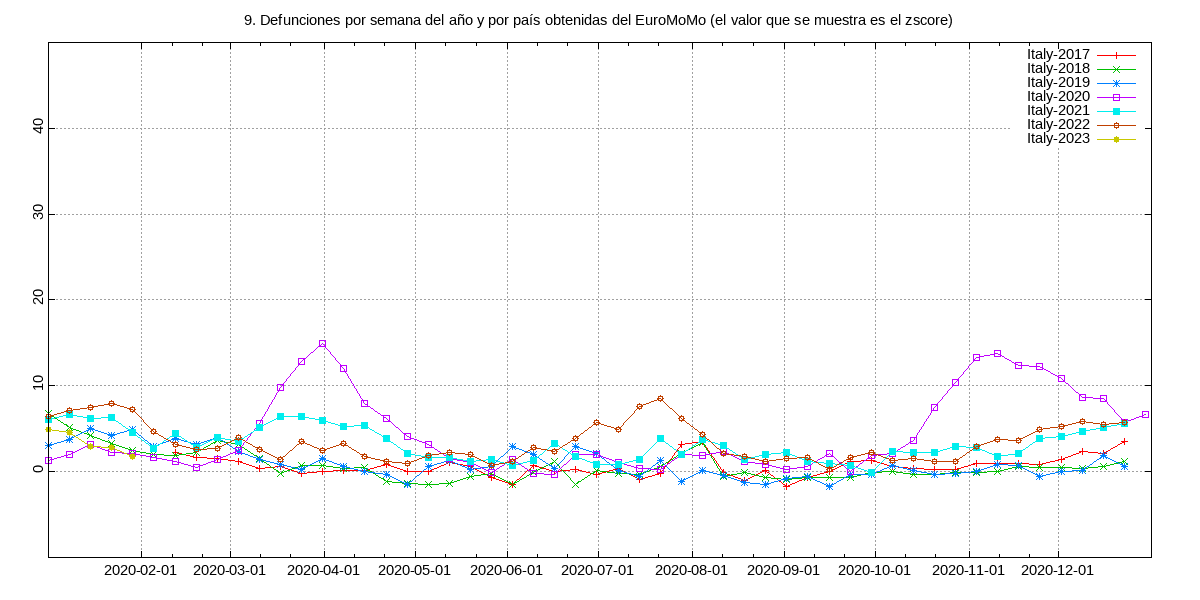 9. Defunciones por semana del año y por país obtenidas del EuroMoMo (el valor que se muestra es el zscore)
Italy-2017
Italy-2018
Italy-2019
Italy-2020
Italy-2021
Italy-2022
Italy-2023
40
30
20
10
0
2020-02-01 2020-03-01 2020-04-01 2020-05-01 2020-06-01 2020-07-01 2020-08-01 2020-09-01 2020-10-01 2020-11-01 2020-12-01